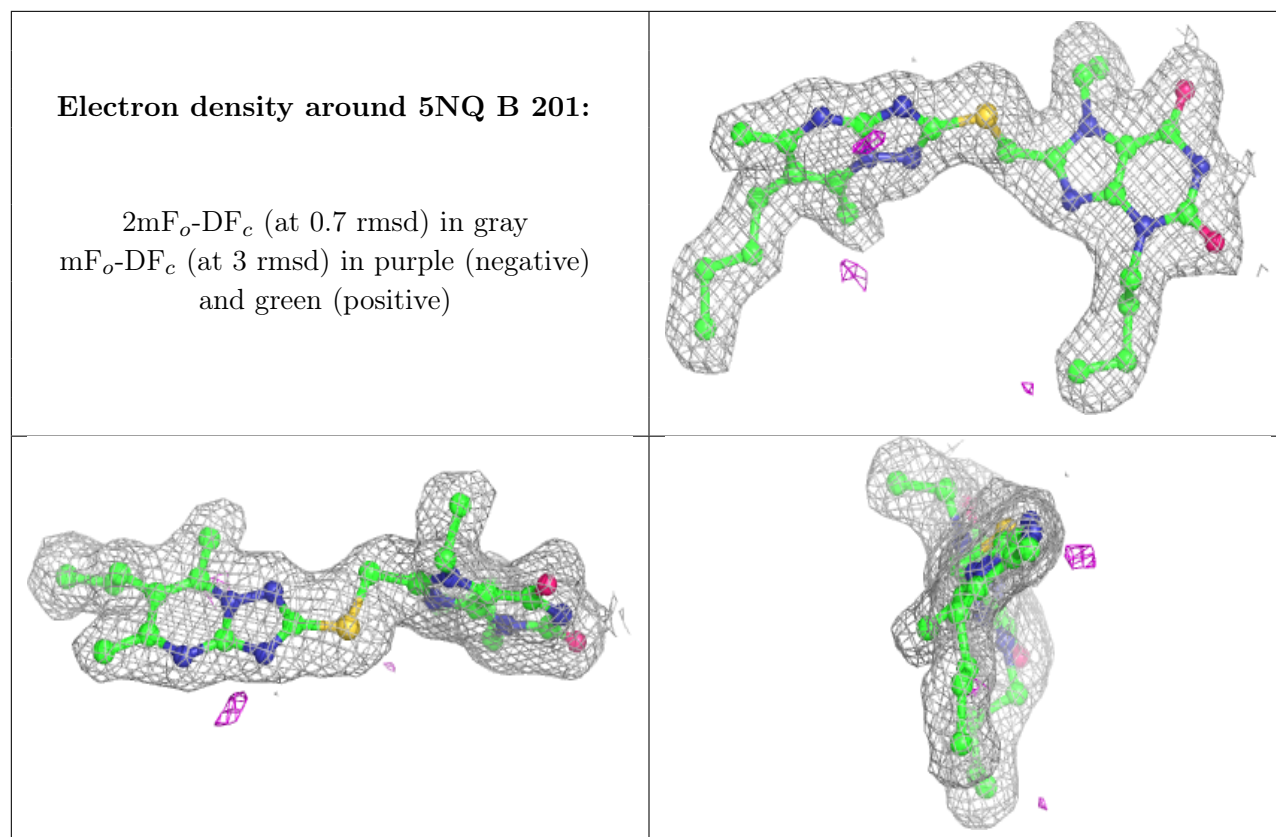 Electron density around 5NQ B 201:
2mFo-DFc (at 0.7 rmsd) in gray
mFo-DFc (at 3 rmsd) in purple (negative)
and green (positive)